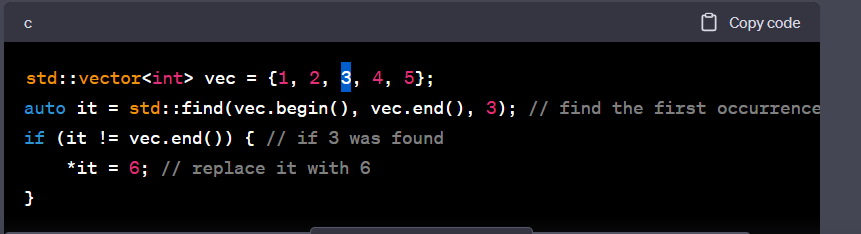 c
Copy code
std::vector<int> vec = {1, 2, 3, 4, 5};
auto it = std::find(vec.begin(), vec.end(), 3); // find the first occurrence
if (it != vec.end()) { // if 3 was found
    *it = 6; // replace it with 6
}